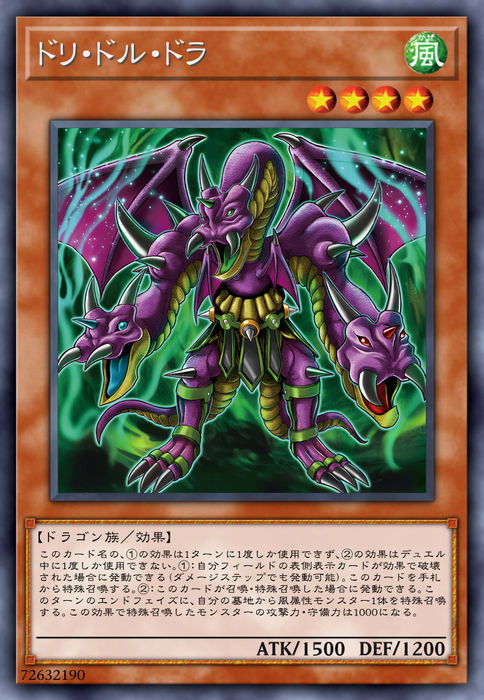 ドリ・ドル・ドラ
風
かぜ
【ドラゴン族／効果】
このカード名の、①の効果は1ターンに1度しか使用できず、②の効果はデュエル
中に1度しか使用できない。①：自分フィールドの表側表示カードが効果で破壊
された場合に発動できる(ダメージステップでも発動可能)。このカードを手札
から特殊召喚する。②：このカードが召喚・特殊召喚した場合に発動できる。こ
のターンのエンドフェイズに、自分の墓地から風属性モンスター1体を特殊召喚
する。この効果で特殊召喚したモンスターの攻撃力・守備力は1000になる。
ATK/1500 DEF/1200
72632190